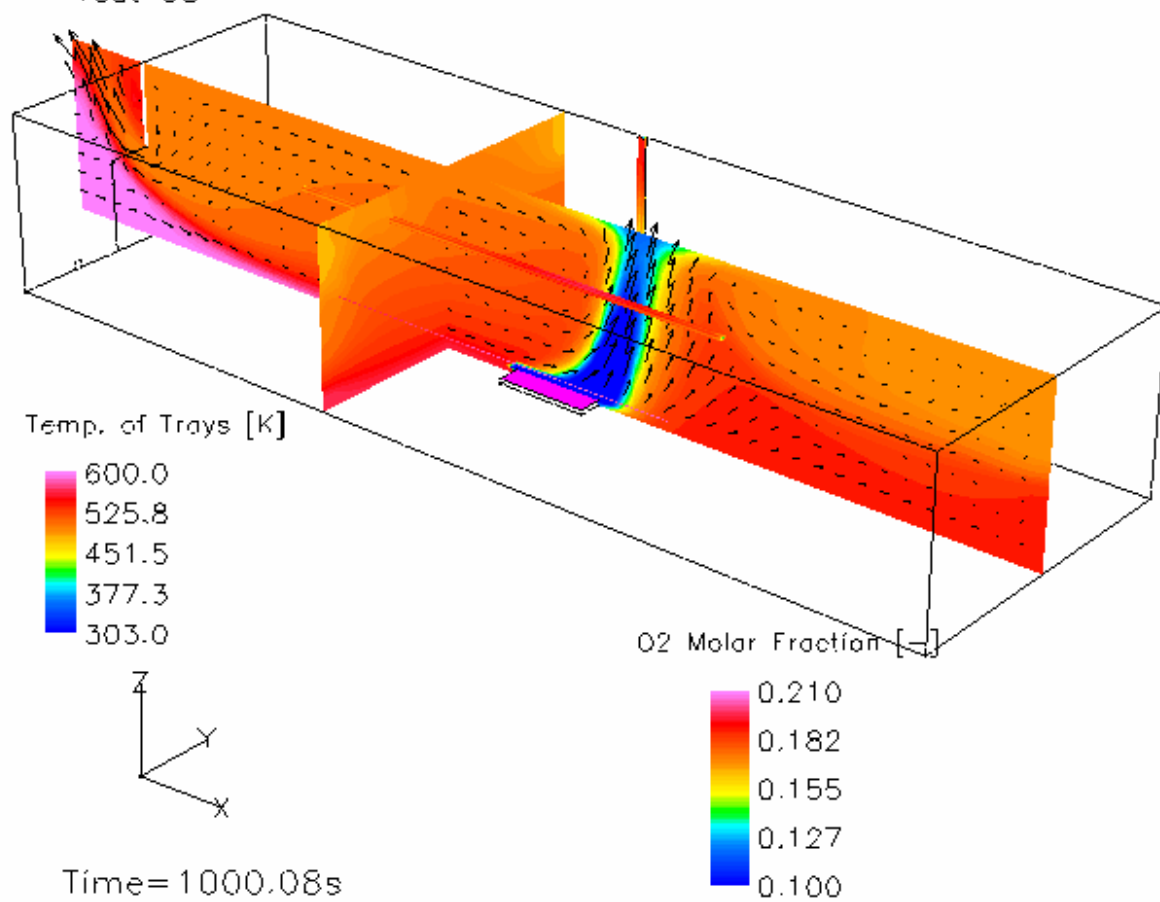 Temp. of Trays [K]
600.0
525.8
451.5
377.3
303.0
O2 Molar Fraction [-]
0.210
0.182
0.155
0.127
0.100
Z
Y
X
Time=1000.08s